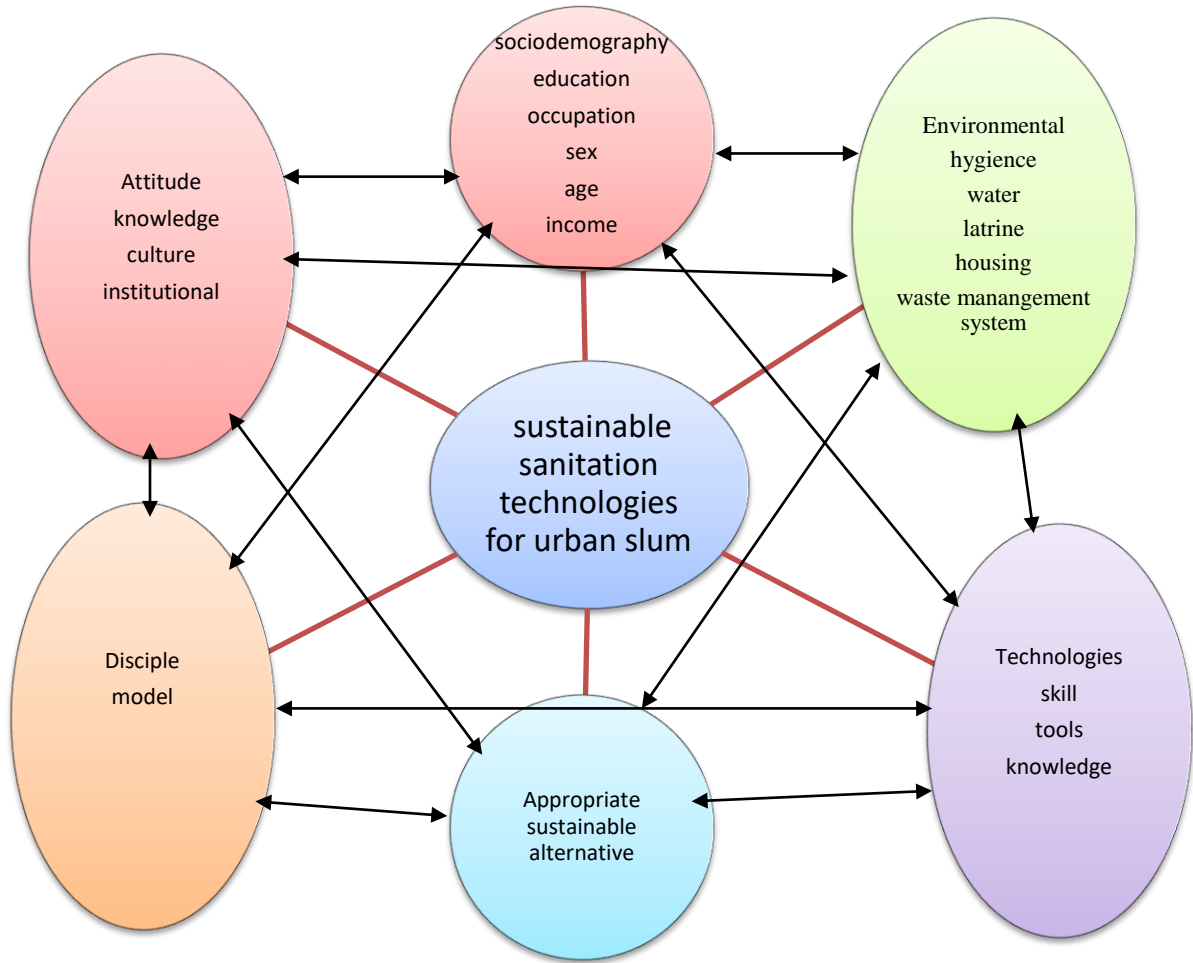 sociodemography
education
occupation
sex
age
income
Environmental
hygience
water
latrine
housing
waste manangement
system
Attitude
knowledge
culture
institutional
sustainable
sanitation
technologies
for urban slum
Disciple
model
Technologies
skill
tools
knowledge
Appropriate
sustainable
alternative